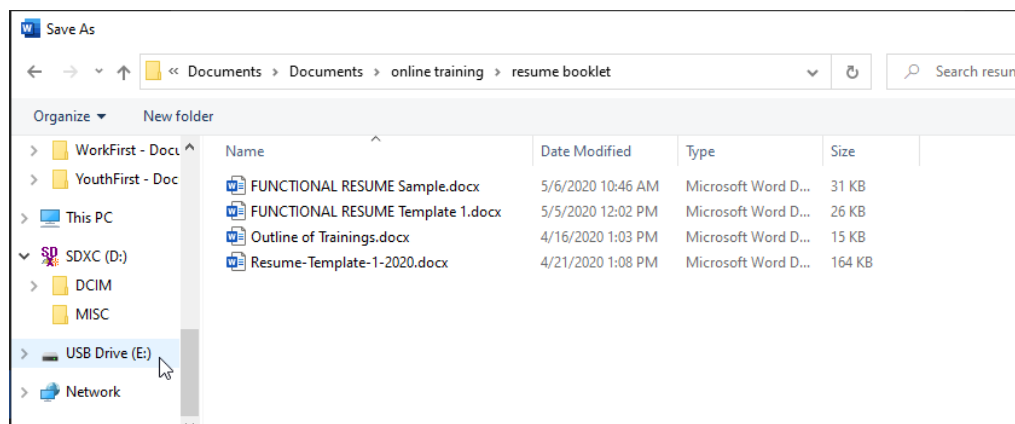 Save As
« Documents > Documents > online training > resume booklet
Search resun
Organize New folder
WorkFirst - Docu
YouthFirst - Doc
This PC
SDXC (D:)
DCIM
MISC
USB Drive (E:)
Network
Name Date Modified Type Size
FUNCTIONAL RESUME Sample.docx 5/6/2020 10:46 AM Microsoft Word D... 31 KB
FUNCTIONAL RESUME Template 1.docx 5/5/2020 12:02 PM Microsoft Word D... 26 KB
Outline of Trainings.docx 4/16/2020 1:03 PM Microsoft Word D... 15 KB
Resume-Template-1-2020.docx 4/21/2020 1:08 PM Microsoft Word D... 164 KB